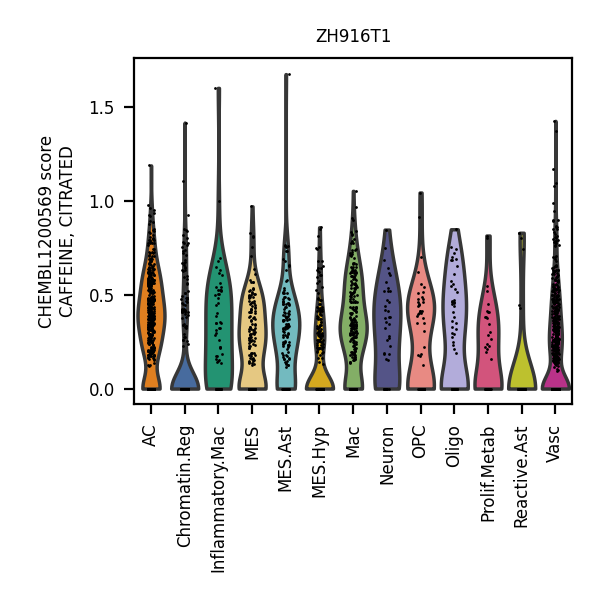 ZH916T1
CHEMBL1200569 score
CAFFEINE, CITRATED
1.5
1.0
0.5
0.0
AC
Chromatin.Reg
Inflammatory.Mac
MES
MES.Ast
MES.Hyp
Mac
Neuron
OPC
Oligo
Prolif.Metab
Reactive.Ast
Vasc